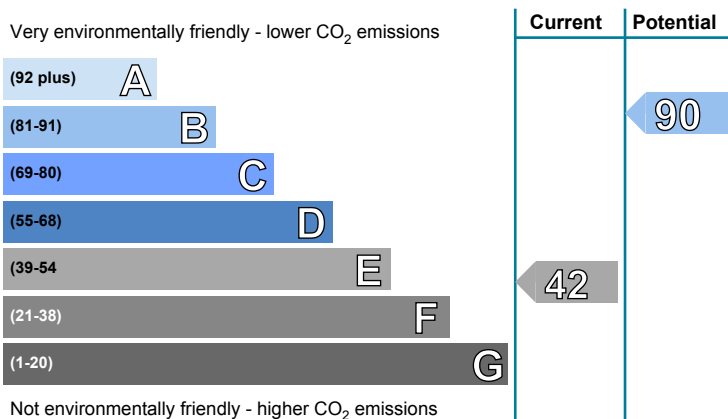 Very environmentally friendly - lower CO₂ emissions
Current
Potential
(92 plus) A
(81-91) B
(69-80) C
(55-68) D
(39-54 E
(21-38) F
(1-20) G
90
42
Not environmentally friendly - higher CO₂ emissions